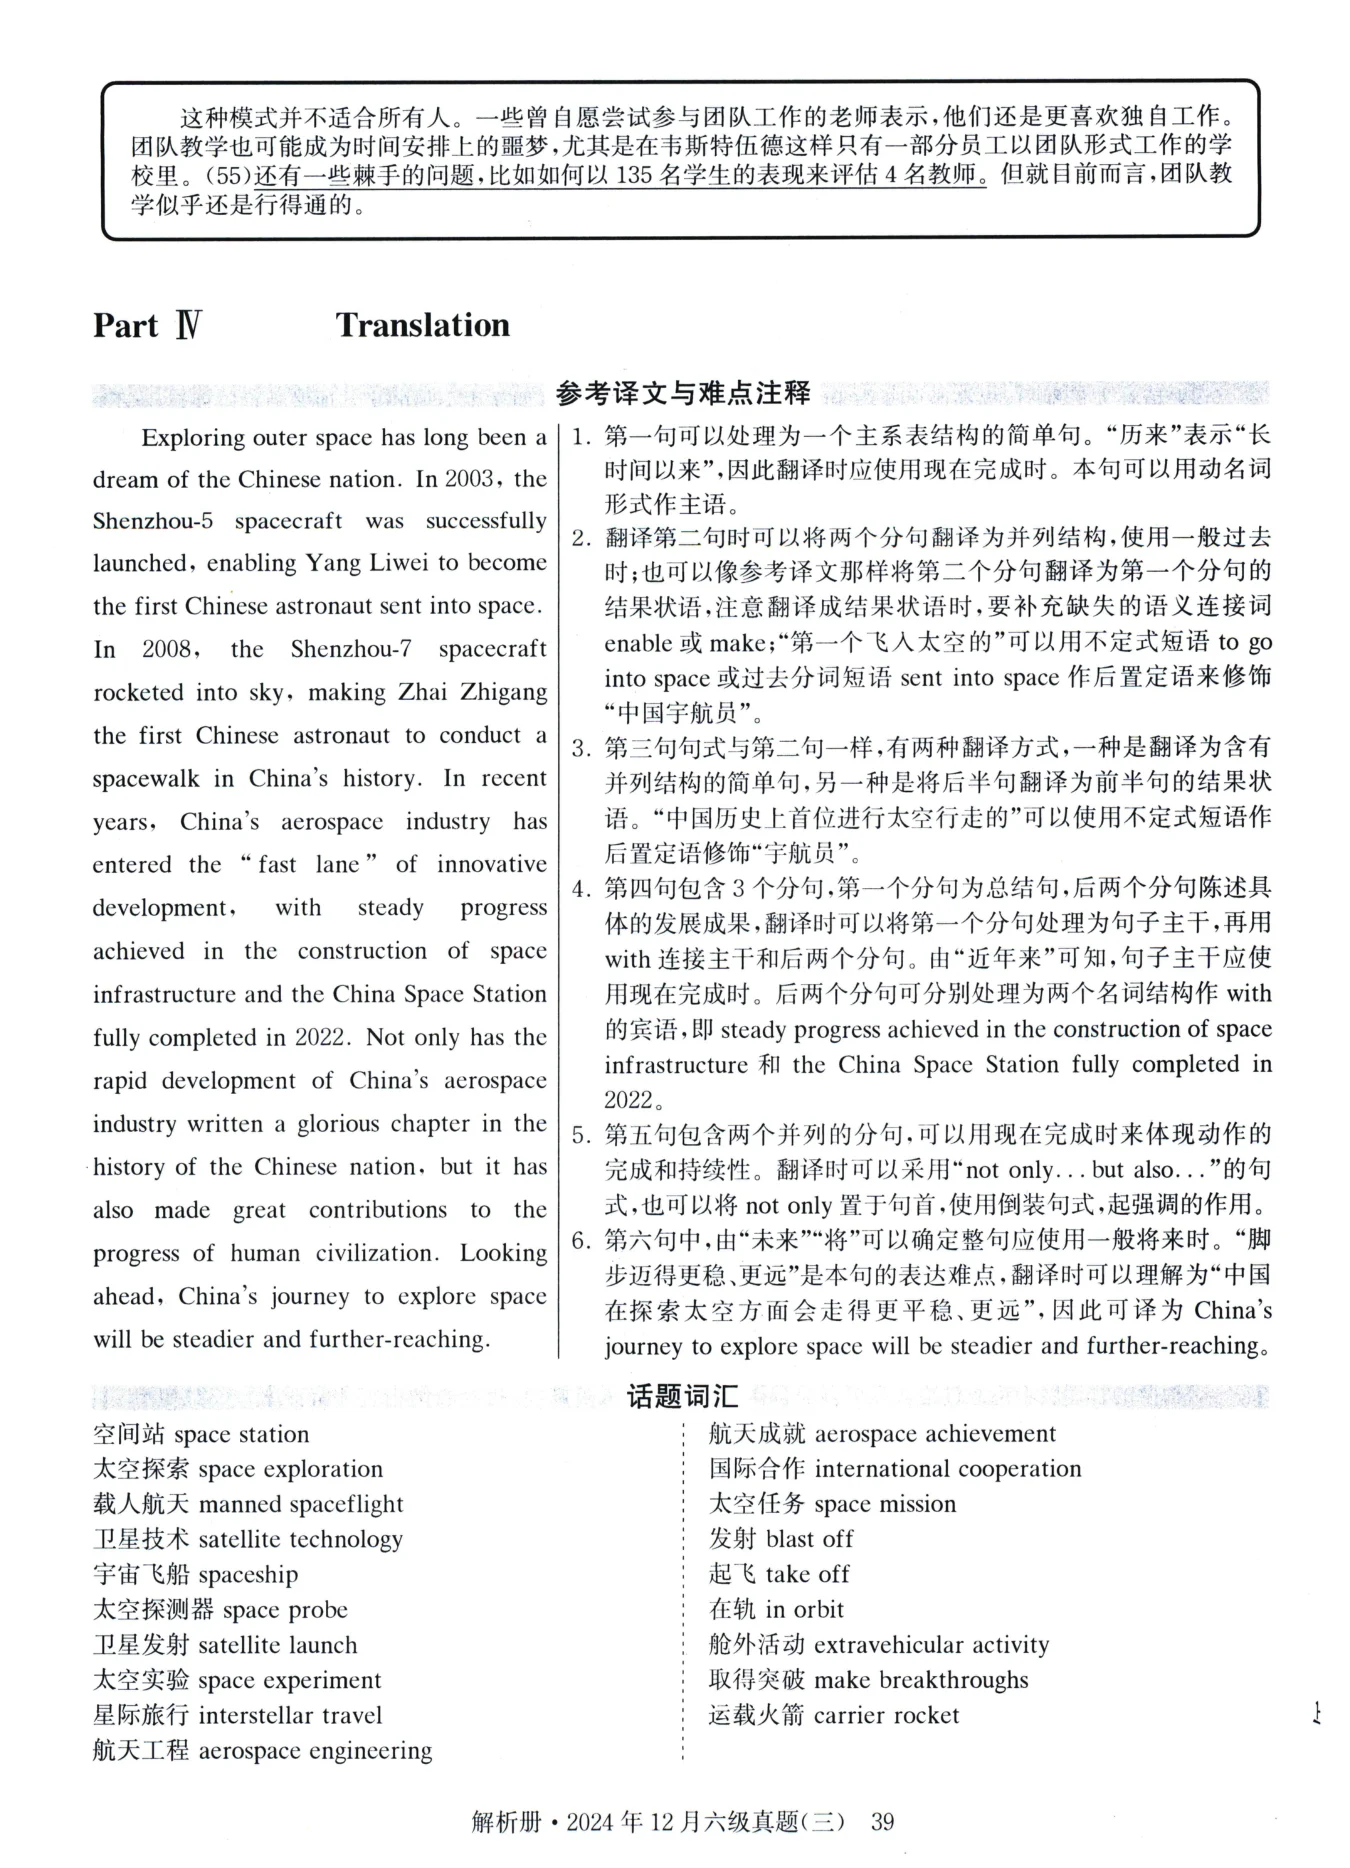 这种模式并不适合所有人。一些曾自愿尝试参与团队工作的老师表示,他们还是更喜欢独自工作。
团队教学也可能成为时间安排上的噩梦,尤其是在韦斯特伍德这样只有一部分员工以团队形式工作的学
校里。(55)还有一些棘手的问题,比如如何以 135 名学生的表现来评估 4 名教师。但就目前而言,团队教
学似乎还是行得通的。
Part Ⅳ Translation
参考译文与难点注释
Exploring outer space has long been a
dream of the Chinese nation. In 2003, the
Shenzhou-5 spacecraft was successfully
launched, enabling Yang Liwei to become
the first Chinese astronaut sent into space.
In 2008, the Shenzhou-7 spacecraft
rocketed into sky, making Zhai Zhigang
the first Chinese astronaut to conduct a
spacewalk in China's history. In recent
years, China's aerospace industry has
entered the “fast lane” of innovative
development, with steady progress
achieved in the construction of space
infrastructure and the China Space Station
fully completed in 2022. Not only has the
rapid development of China's aerospace
industry written a glorious chapter in the
history of the Chinese nation, but it has
also made great contributions to the
progress of human civilization. Looking
ahead, China's journey to explore space
will be steadier and further-reaching.
1. 第一句可以处理为一个主系表结构的简单句。“历来”表示“长
时间以来”,因此翻译时应使用现在完成时。本句可以用动名词
形式作主语。
2. 翻译第二句时可以将两个分句翻译为并列结构,使用一般过去
时;也可以像参考译文那样将第二个分句翻译为第一个分句的
结果状语,注意翻译成结果状语时,要补充缺失的语义连接词
enable 或 make;“第一个飞入太空的”可以用不定式短语 to go
into space 或过去分词短语 sent into space 作后置定语来修饰
“中国宇航员”。
3. 第三句句式与第二句一样,有两种翻译方式,一种是翻译为含有
并列结构的简单句,另一种是将后半句翻译为前半句的结果状
语。“中国历史上首位进行太空行走的”可以使用不定式短语作
后置定语修饰“宇航员”。
4. 第四句包含 3 个分句,第一个分句为总结句,后两个分句陈述具
体的发展成果,翻译时可以将第一个分句处理为句子主干,再用
with 连接主干和后两个分句。由“近年来”可知,句子主干应使
用现在完成时。后两个分句可分别处理为两个名词结构作 with
的宾语,即 steady progress achieved in the construction of space
infrastructure 和 the China Space Station fully completed in
2022。
5. 第五句包含两个并列的分句,可以用现在完成时来体现动作的
完成和持续性。翻译时可以采用“not only... but also...”的句
式,也可以将 not only 置于句首,使用倒装句式,起强调的作用。
6. 第六句中,由“未来”“将”可以确定整句应使用一般将来时。“脚
步迈得更稳、更远”是本句的表达难点,翻译时可以理解为“中国
在探索太空方面会走得更平稳、更远”,因此可译为 China's
journey to explore space will be steadier and further-reaching。
话题词汇
空间站 space station
太空探索 space exploration
载人航天 manned spaceflight
卫星技术 satellite technology
宇宙飞船 spaceship
太空探测器 space probe
卫星发射 satellite launch
太空实验 space experiment
星际旅行 interstellar travel
航天工程 aerospace engineering
航天成就 aerospace achievement
国际合作 international cooperation
太空任务 space mission
发射 blast off
起飞 take off
在轨 in orbit
舱外活动 extravehicular activity
取得突破 make breakthroughs
运载火箭 carrier rocket
解析册·2024 年 12 月六级真题(三) 39